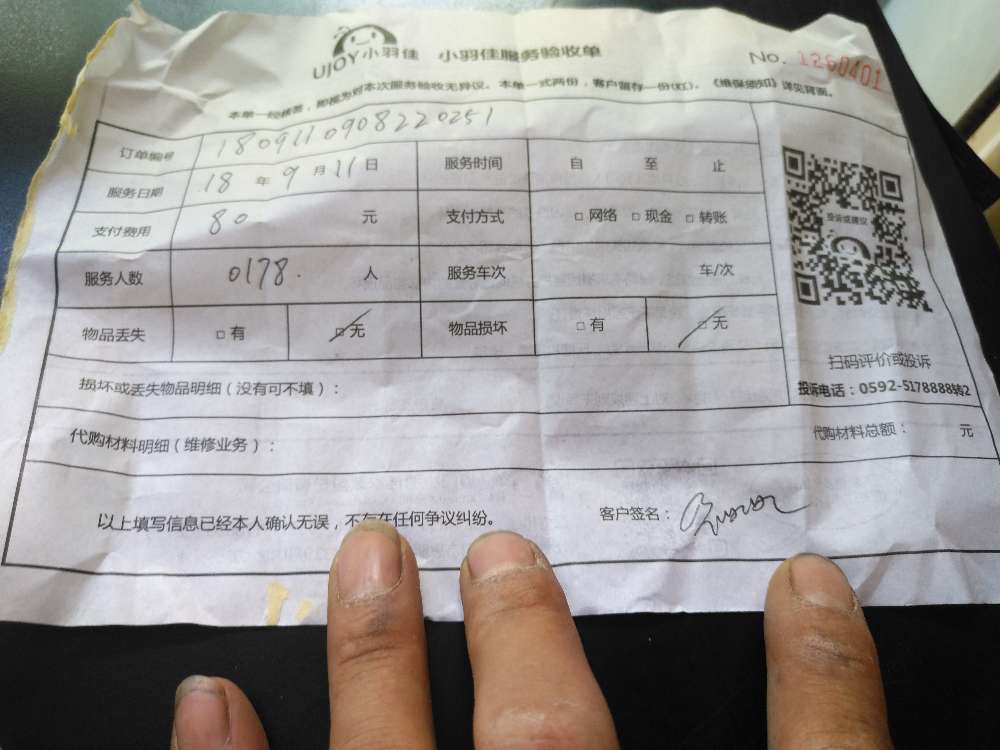 UJOY小羽佳 小羽佳服务验收单
No. 1260401
本单一经核签，即视为对本次服务验收无异议。本单一式两份，客户留存一份(红)。《维保须知》详见背面。
订单编号 1809110908220251
服务日期 18 年 9 月 11 日 服务时间 自 至 止
支付费用 80 元 支付方式 □ 网络 □ 现金 □ 转账
服务人数 0178. 人 服务车次 车/次
物品丢失 □ 有 □ 无 物品损坏 □ 有 □ 无
投诉或建议
扫码评价或投诉
投诉电话：0592-5178888转2
损坏或丢失物品明细（没有可不填）：
代购材料明细（维修业务）： 代购材料总额： 元
以上填写信息已经本人确认无误，不存在任何争议纠纷。 客户签名：